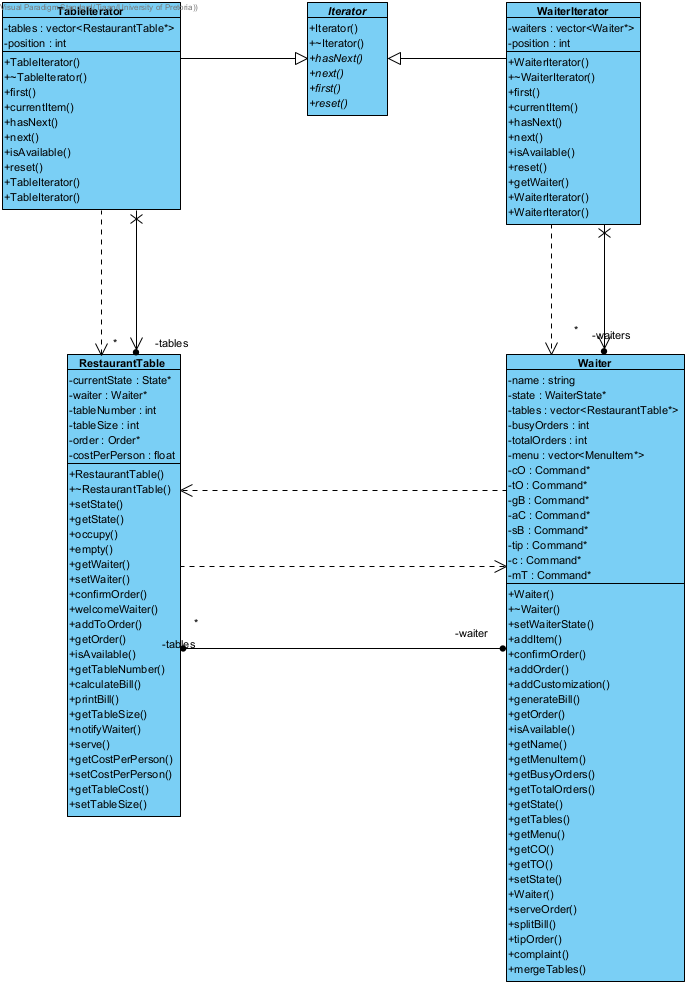 TableIterator
-tables : vector<RestaurantTable*>
-position : int
+TableIterator()
+~TableIterator()
+first()
+currentItem()
+hasNext()
+next()
+isAvailable()
+reset()
+TableIterator()
+TableIterator()
Iterator
+Iterator()
+~Iterator()
+hasNext()
+next()
+first()
+reset()
WaiterIterator
-waiters : vector<Waiter*>
-position : int
+WaiterIterator()
+~WaiterIterator()
+first()
+currentItem()
+hasNext()
+next()
+isAvailable()
+reset()
+getWaiter()
+WaiterIterator()
+WaiterIterator()
*
-tables
*
-waiters
RestaurantTable
-currentState : State*
-waiter : Waiter*
-tableNumber : int
-tableSize : int
-order : Order*
-costPerPerson : float
+RestaurantTable()
+~RestaurantTable()
+setState()
+getState()
+occupy()
+empty()
+getWaiter()
+setWaiter()
+confirmOrder()
+welcomeWaiter()
+addToOrder()
+getOrder()
+isAvailable()
+getTableNumber()
+calculateBill()
+printBill()
+getTableSize()
+notifyWaiter()
+serve()
+getCostPerPerson()
+setCostPerPerson()
+getTableCost()
+setTableSize()
*
-tables
-waiter
Waiter
-name : string
-state : WaiterState*
-tables : vector<RestaurantTable*>
-busyOrders : int
-totalOrders : int
-menu : vector<MenuItem*>
-cO : Command*
-tO : Command*
-gB : Command*
-aC : Command*
-sB : Command*
-tip : Command*
-c : Command*
-mT : Command*
+Waiter()
+~Waiter()
+setWaiterState()
+addItem()
+confirmOrder()
+addOrder()
+addCustomization()
+generateBill()
+getOrder()
+isAvailable()
+getName()
+getMenuItem()
+getBusyOrders()
+getTotalOrders()
+getState()
+getTables()
+getMenu()
+getCO()
+getTO()
+setState()
+Waiter()
+serveOrder()
+splitBill()
+tipOrder()
+complaint()
+mergeTables()